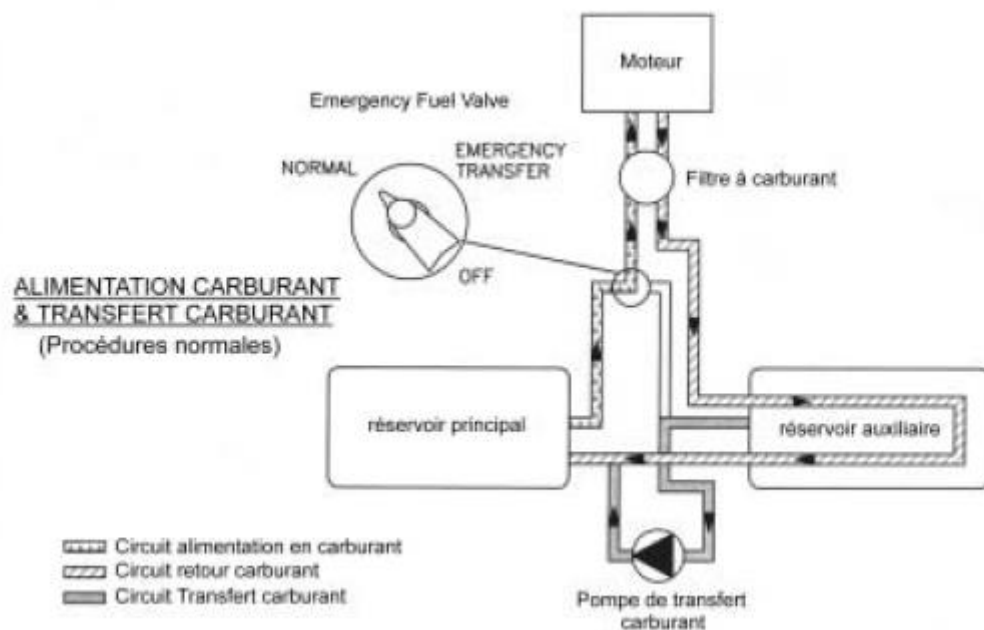 Moteur
Emergency Fuel Valve
NORMAL
EMERGENCY
TRANSFER
Filtre à carburant
OFF
ALIMENTATION CARBURANT
& TRANSFERT CARBURANT
(Procédures normales)
réservoir principal
réservoir auxiliaire
Circuit alimentation en carburant
Circuit retour carburant
Circuit Transfert carburant
Pompe de transfert
carburant